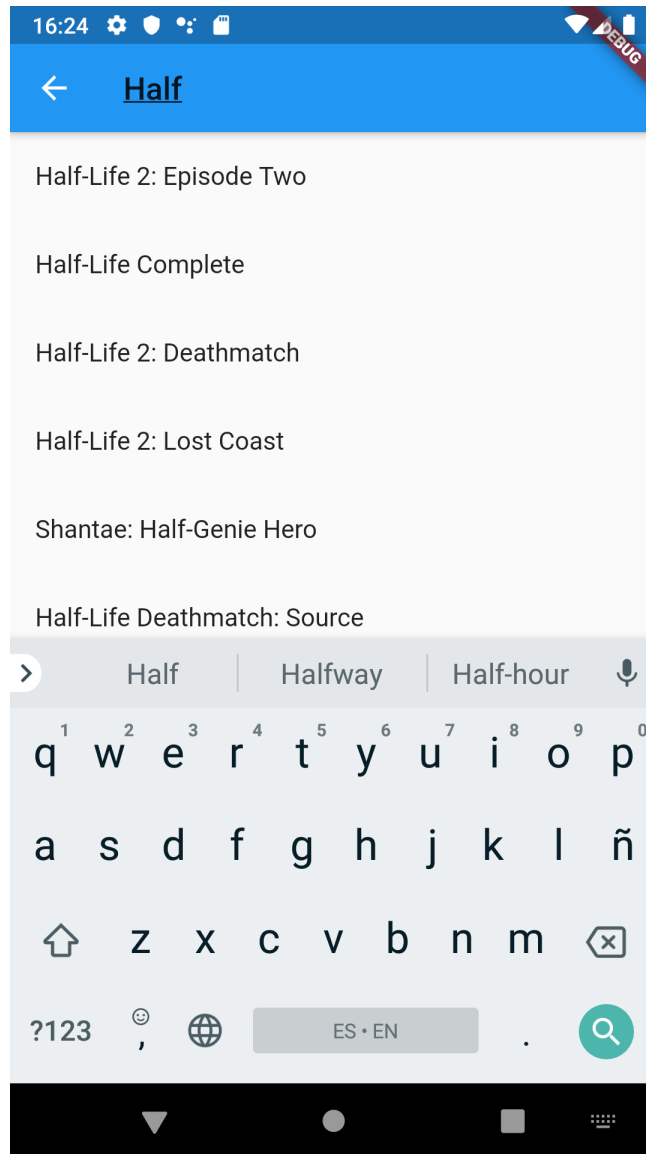 16:24
DEBUG
Half
Half-Life 2: Episode Two
Half-Life Complete
Half-Life 2: Deathmatch
Half-Life 2: Lost Coast
Shantae: Half-Genie Hero
Half-Life Deathmatch: Source
Half Halfway Half-hour
1 2 3 4 5 6 7 8 9 0
q w e r t y u i o p
a s d f g h j k l ñ
z x c v b n m
?123 , ES • EN .